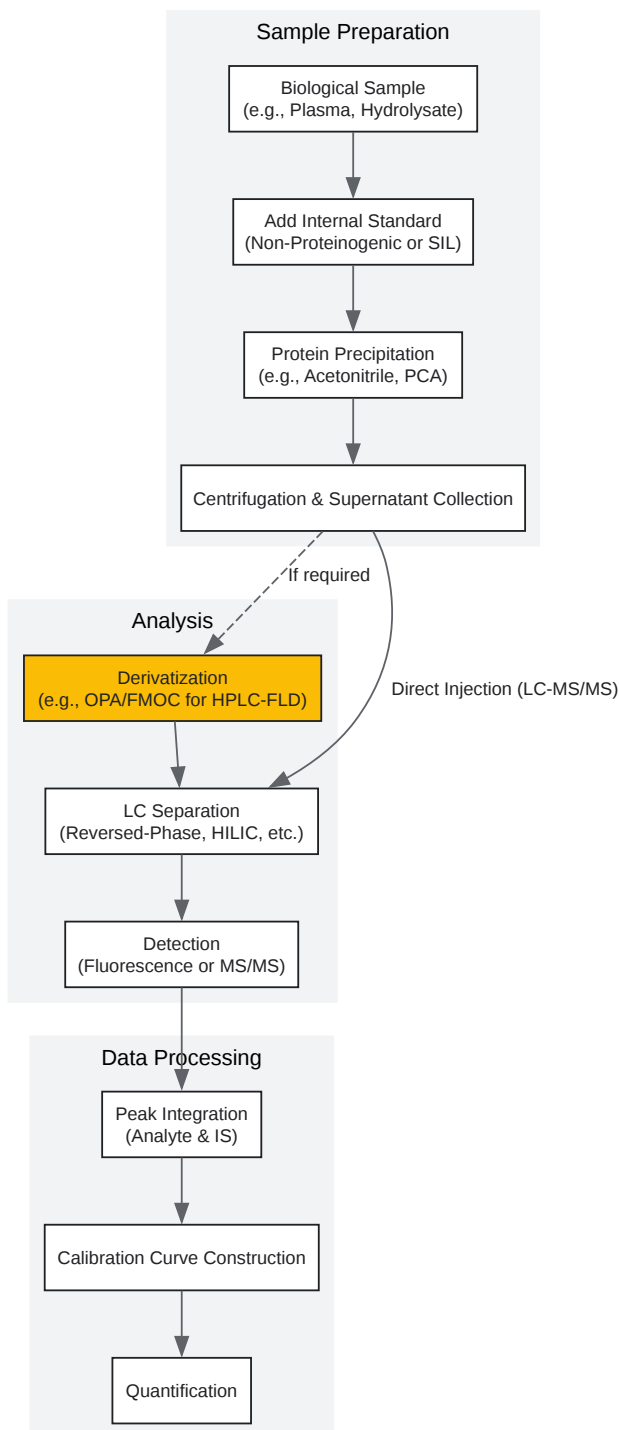 Sample Preparation
Biological Sample
(e.g., Plasma, Hydrolysate)
Add Internal Standard
(Non-Proteinogenic or SIL)
Protein Precipitation
(e.g., Acetonitrile, PCA)
Centrifugation & Supernatant Collection
If required
Analysis
Derivatization
(e.g., OPA/FMOC for HPLC-FLD)
Direct Injection (LC-MS/MS)
LC Separation
(Reversed-Phase, HILIC, etc.)
Detection
(Fluorescence or MS/MS)
Data Processing
Peak Integration
(Analyte & IS)
Calibration Curve Construction
Quantification